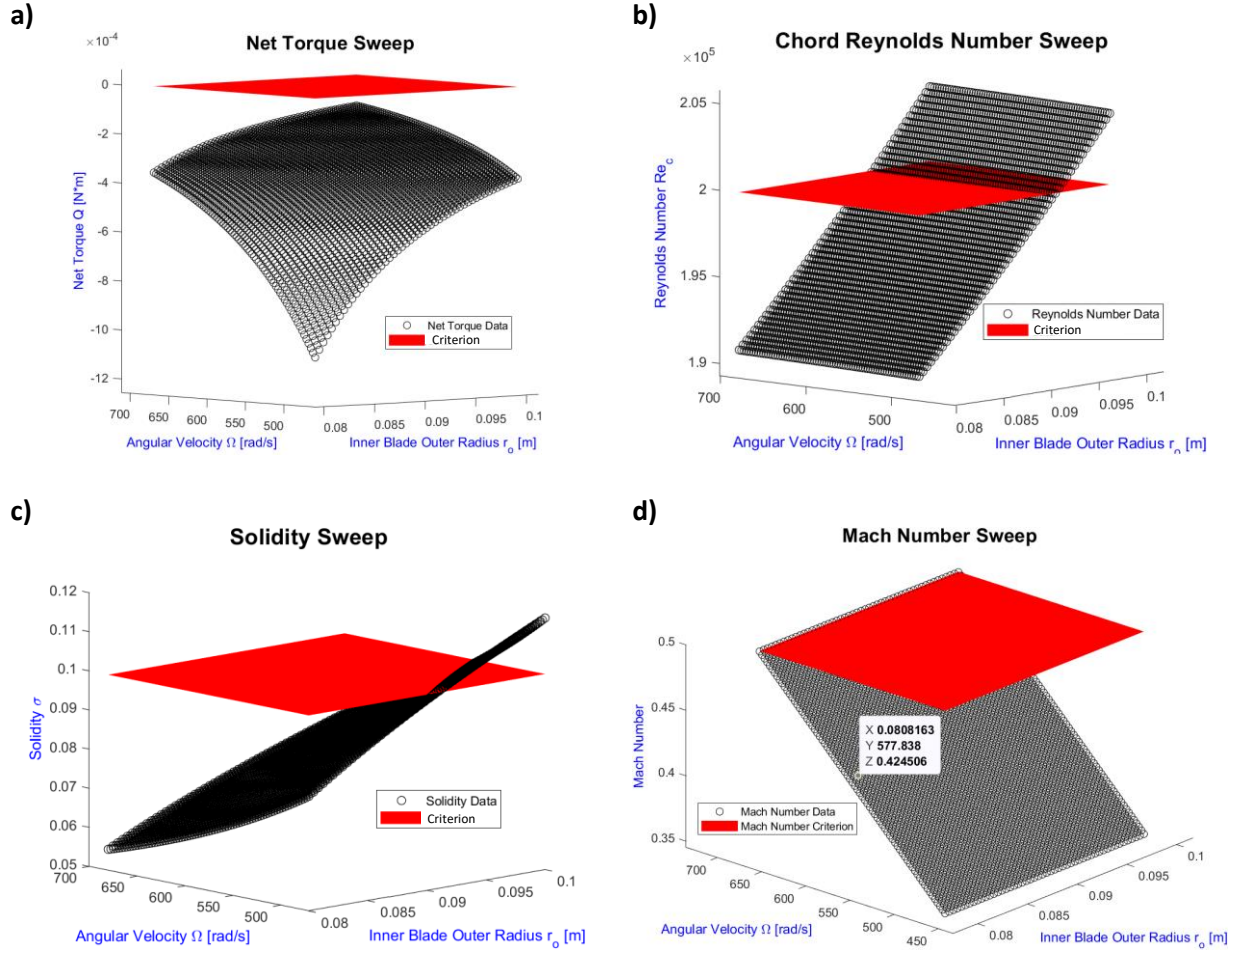 a)
Net Torque Sweep
×10⁻⁴
0
-2
-4
-6
-8
-10
-12
Net Torque Q [N*m]
Net Torque Data
Criterion
700
650
600
550
500
0.08
0.085
0.09
0.095
0.1
Angular Velocity Ω [rad/s]
Inner Blade Outer Radius r_o [m]
b)
Chord Reynolds Number Sweep
×10⁵
2.05
2
1.95
1.9
Reynolds Number Re_c
Reynolds Number Data
Criterion
700
600
500
0.08
0.085
0.09
0.095
0.1
Angular Velocity Ω [rad/s]
Inner Blade Outer Radius r_o [m]
c)
Solidity Sweep
0.12
0.11
0.1
0.09
0.08
0.07
0.06
0.05
Solidity σ
Solidity Data
Criterion
700
650
600
550
500
0.08
0.085
0.09
0.095
0.1
Angular Velocity Ω [rad/s]
Inner Blade Outer Radius r_o [m]
d)
Mach Number Sweep
0.5
0.45
0.4
0.35
Mach Number
X 0.0808163
Y 577.838
Z 0.424506
Mach Number Data
Mach Number Criterion
700
650
600
550
500
450
0.08
0.085
0.09
0.095
0.1
Angular Velocity Ω [rad/s]
Inner Blade Outer Radius r_o [m]